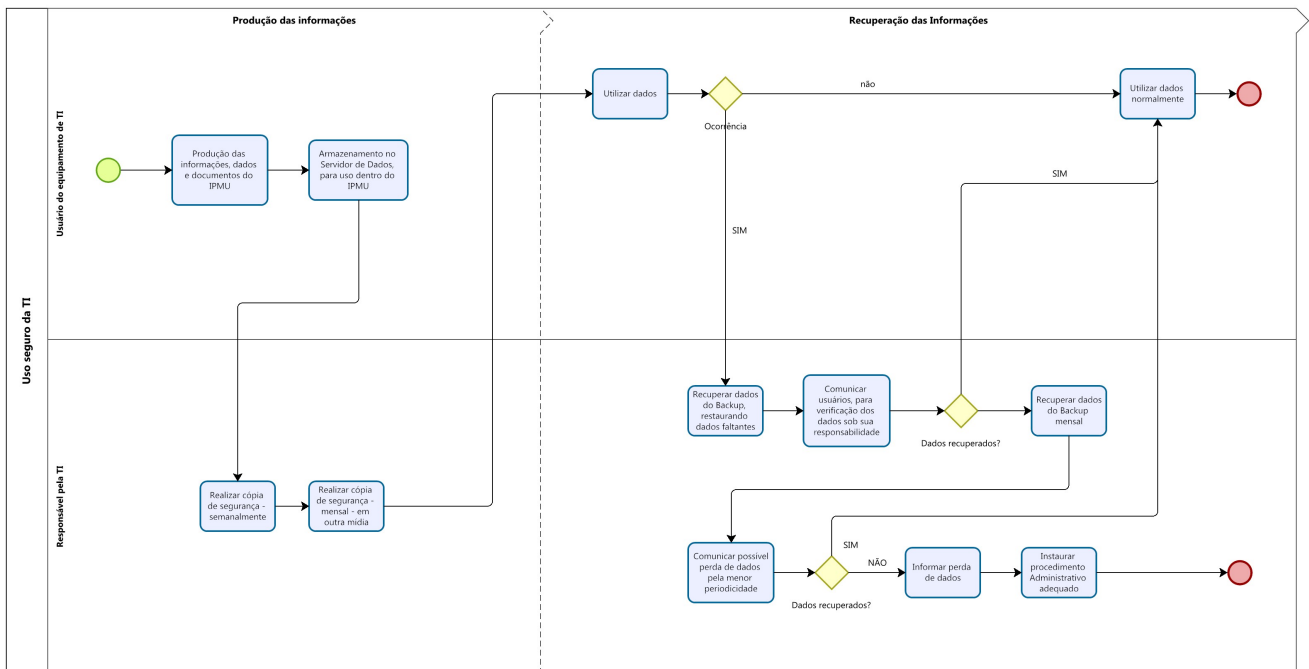 Produção das informações
Recuperação das Informações
Uso seguro da TI
Usuário do equipamento de TI
Produção das
informações, dados
e documentos do
IPMU
Armazenamento no
Servidor de Dados,
para uso dentro do
IPMU
Utilizar dados
Ocorrência
não
Utilizar dados
normalmente
SIM
SIM
Responsável pela TI
Realizar cópia
de segurança -
semanalmente
Realizar cópia
de segurança -
mensal - em
outra mídia
Recuperar dados
do Backup,
restaurando
dados faltantes
Comunicar
usuários, para
verificação dos
dados sob sua
responsabilidade
Dados recuperados?
Recuperar dados
do Backup
mensal
Comunicar possível
perda de dados
pela menor
periodicidade
Dados recuperados?
SIM
NÃO
Informar perda
de dados
Instaurar
procedimento
Administrativo
adequado